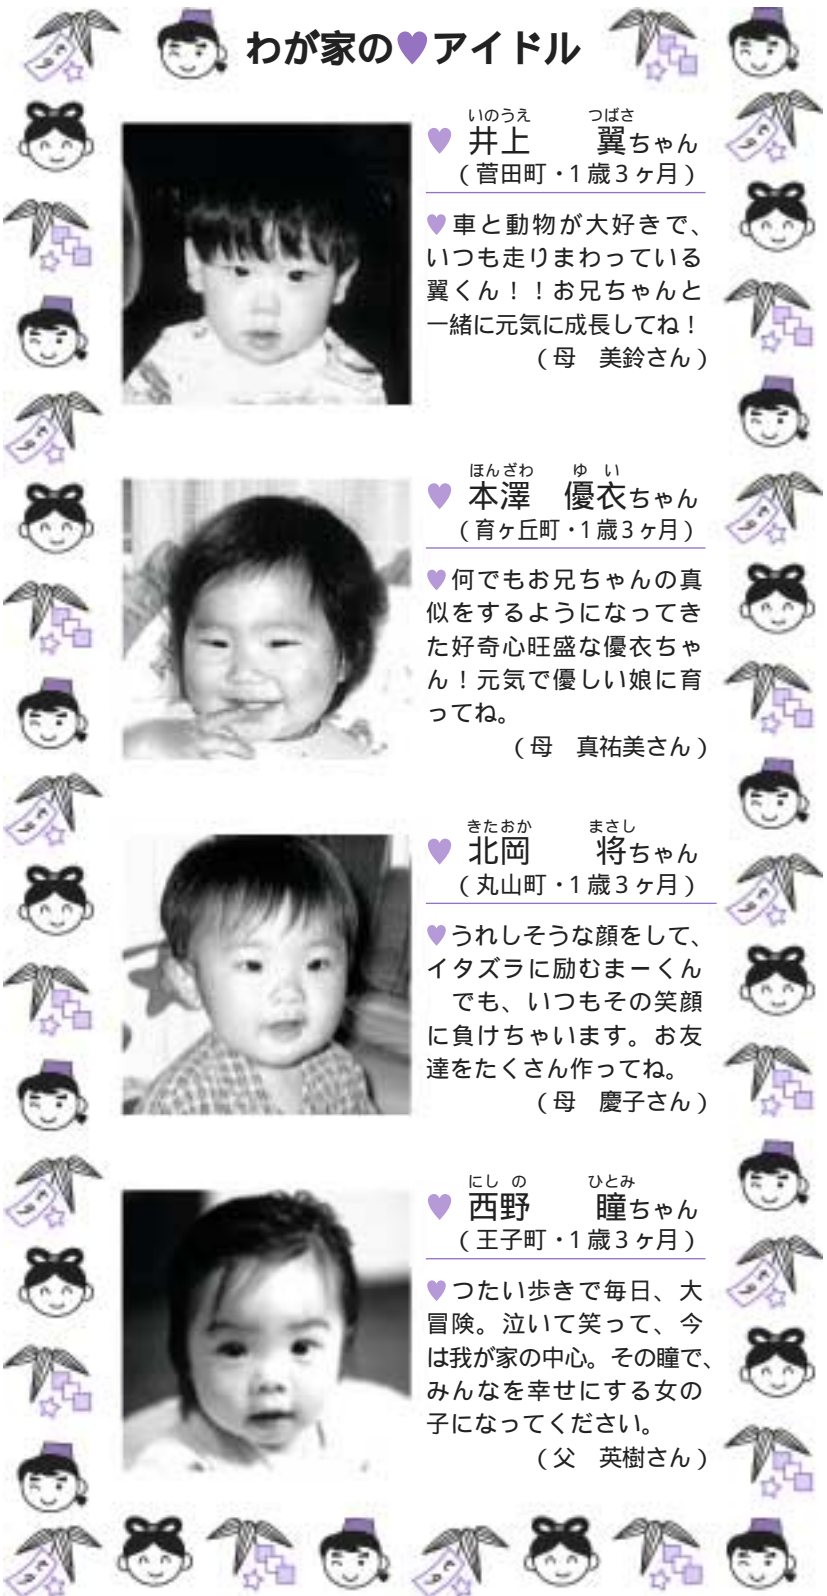 わが家の♥アイドル
いのうえ つばさ
♥ 井上 翼ちゃん
(菅田町・1歳3ヶ月)
♥車と動物が大好きで、
いつも走りまわっている
翼くん!!お兄ちゃんと
一緒に元気に成長してね!
(母 美鈴さん)
ほんざわ ゆい
♥ 本澤 優衣ちゃん
(育ヶ丘町・1歳3ヶ月)
♥何でもお兄ちゃんの真
似をするようになってき
た好奇心旺盛な優衣ちゃ
ん!元気で優しい娘に育
ってね。
(母 真祐美さん)
きたおか まさし
♥ 北岡 将ちゃん
(丸山町・1歳3ヶ月)
♥うれしそうな顔をして、
イタズラに励むまーくん
でも、いつもその笑顔
に負けちゃいます。お友
達をたくさん作ってね。
(母 慶子さん)
にしの ひとみ
♥ 西野 瞳ちゃん
(王子町・1歳3ヶ月)
♥つたい歩きで毎日、大
冒険。泣いて笑って、今
は我が家の中心。その瞳で、
みんなを幸せにする女の
子になってください。
(父 英樹さん)